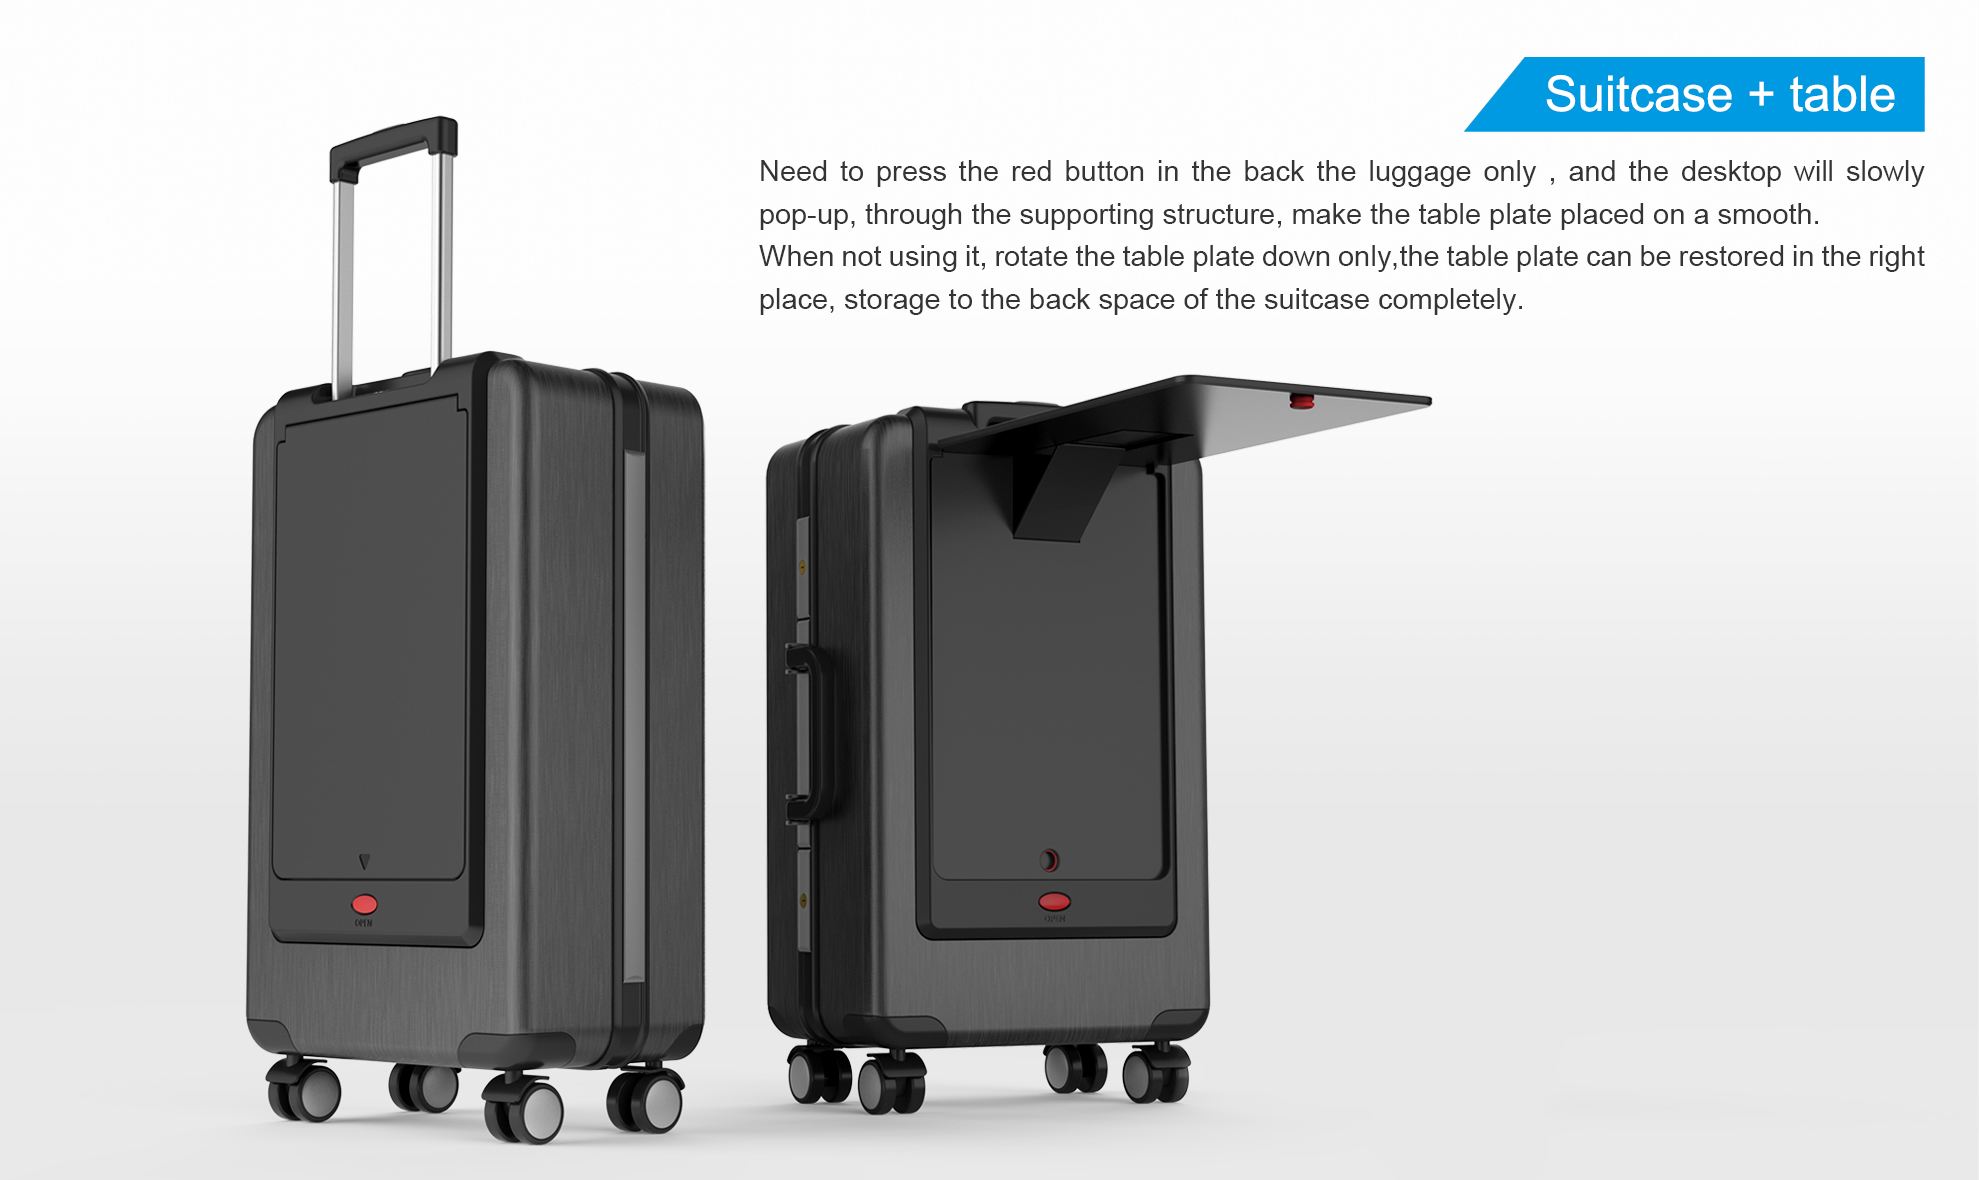 Suitcase + table
Need to press the red button in the back the luggage only , and the desktop will slowly
pop-up, through the supporting structure, make the table plate placed on a smooth.
When not using it, rotate the table plate down only,the table plate can be restored in the right
place, storage to the back space of the suitcase completely.
OPEN
OPEN